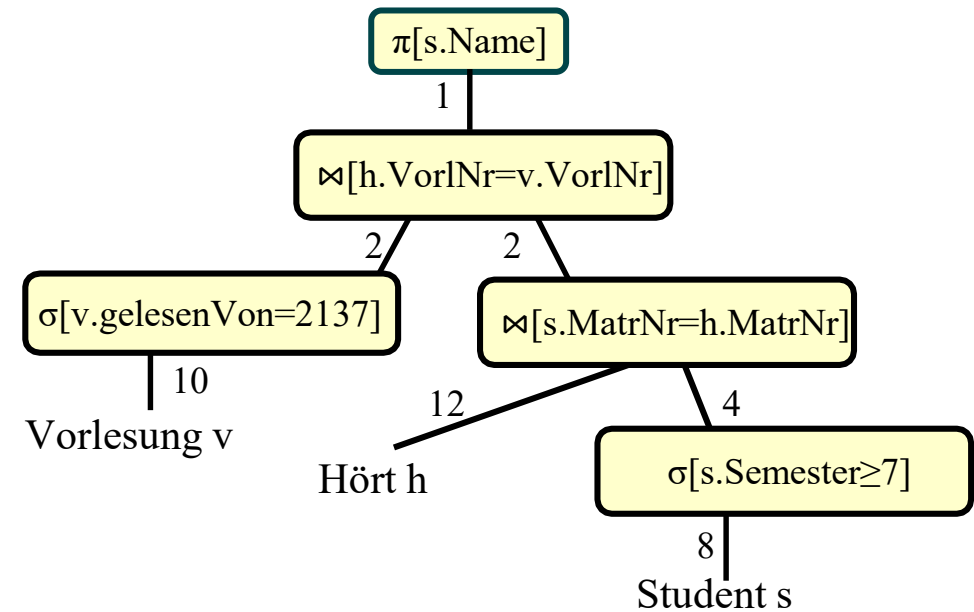 π[s.Name]
1
⋈[h.VorlNr=v.VorlNr]
2
2
σ[v.gelesenVon=2137]
⋈[s.MatrNr=h.MatrNr]
10
12
4
Vorlesung v
Hört h
σ[s.Semester≥7]
8
Student s